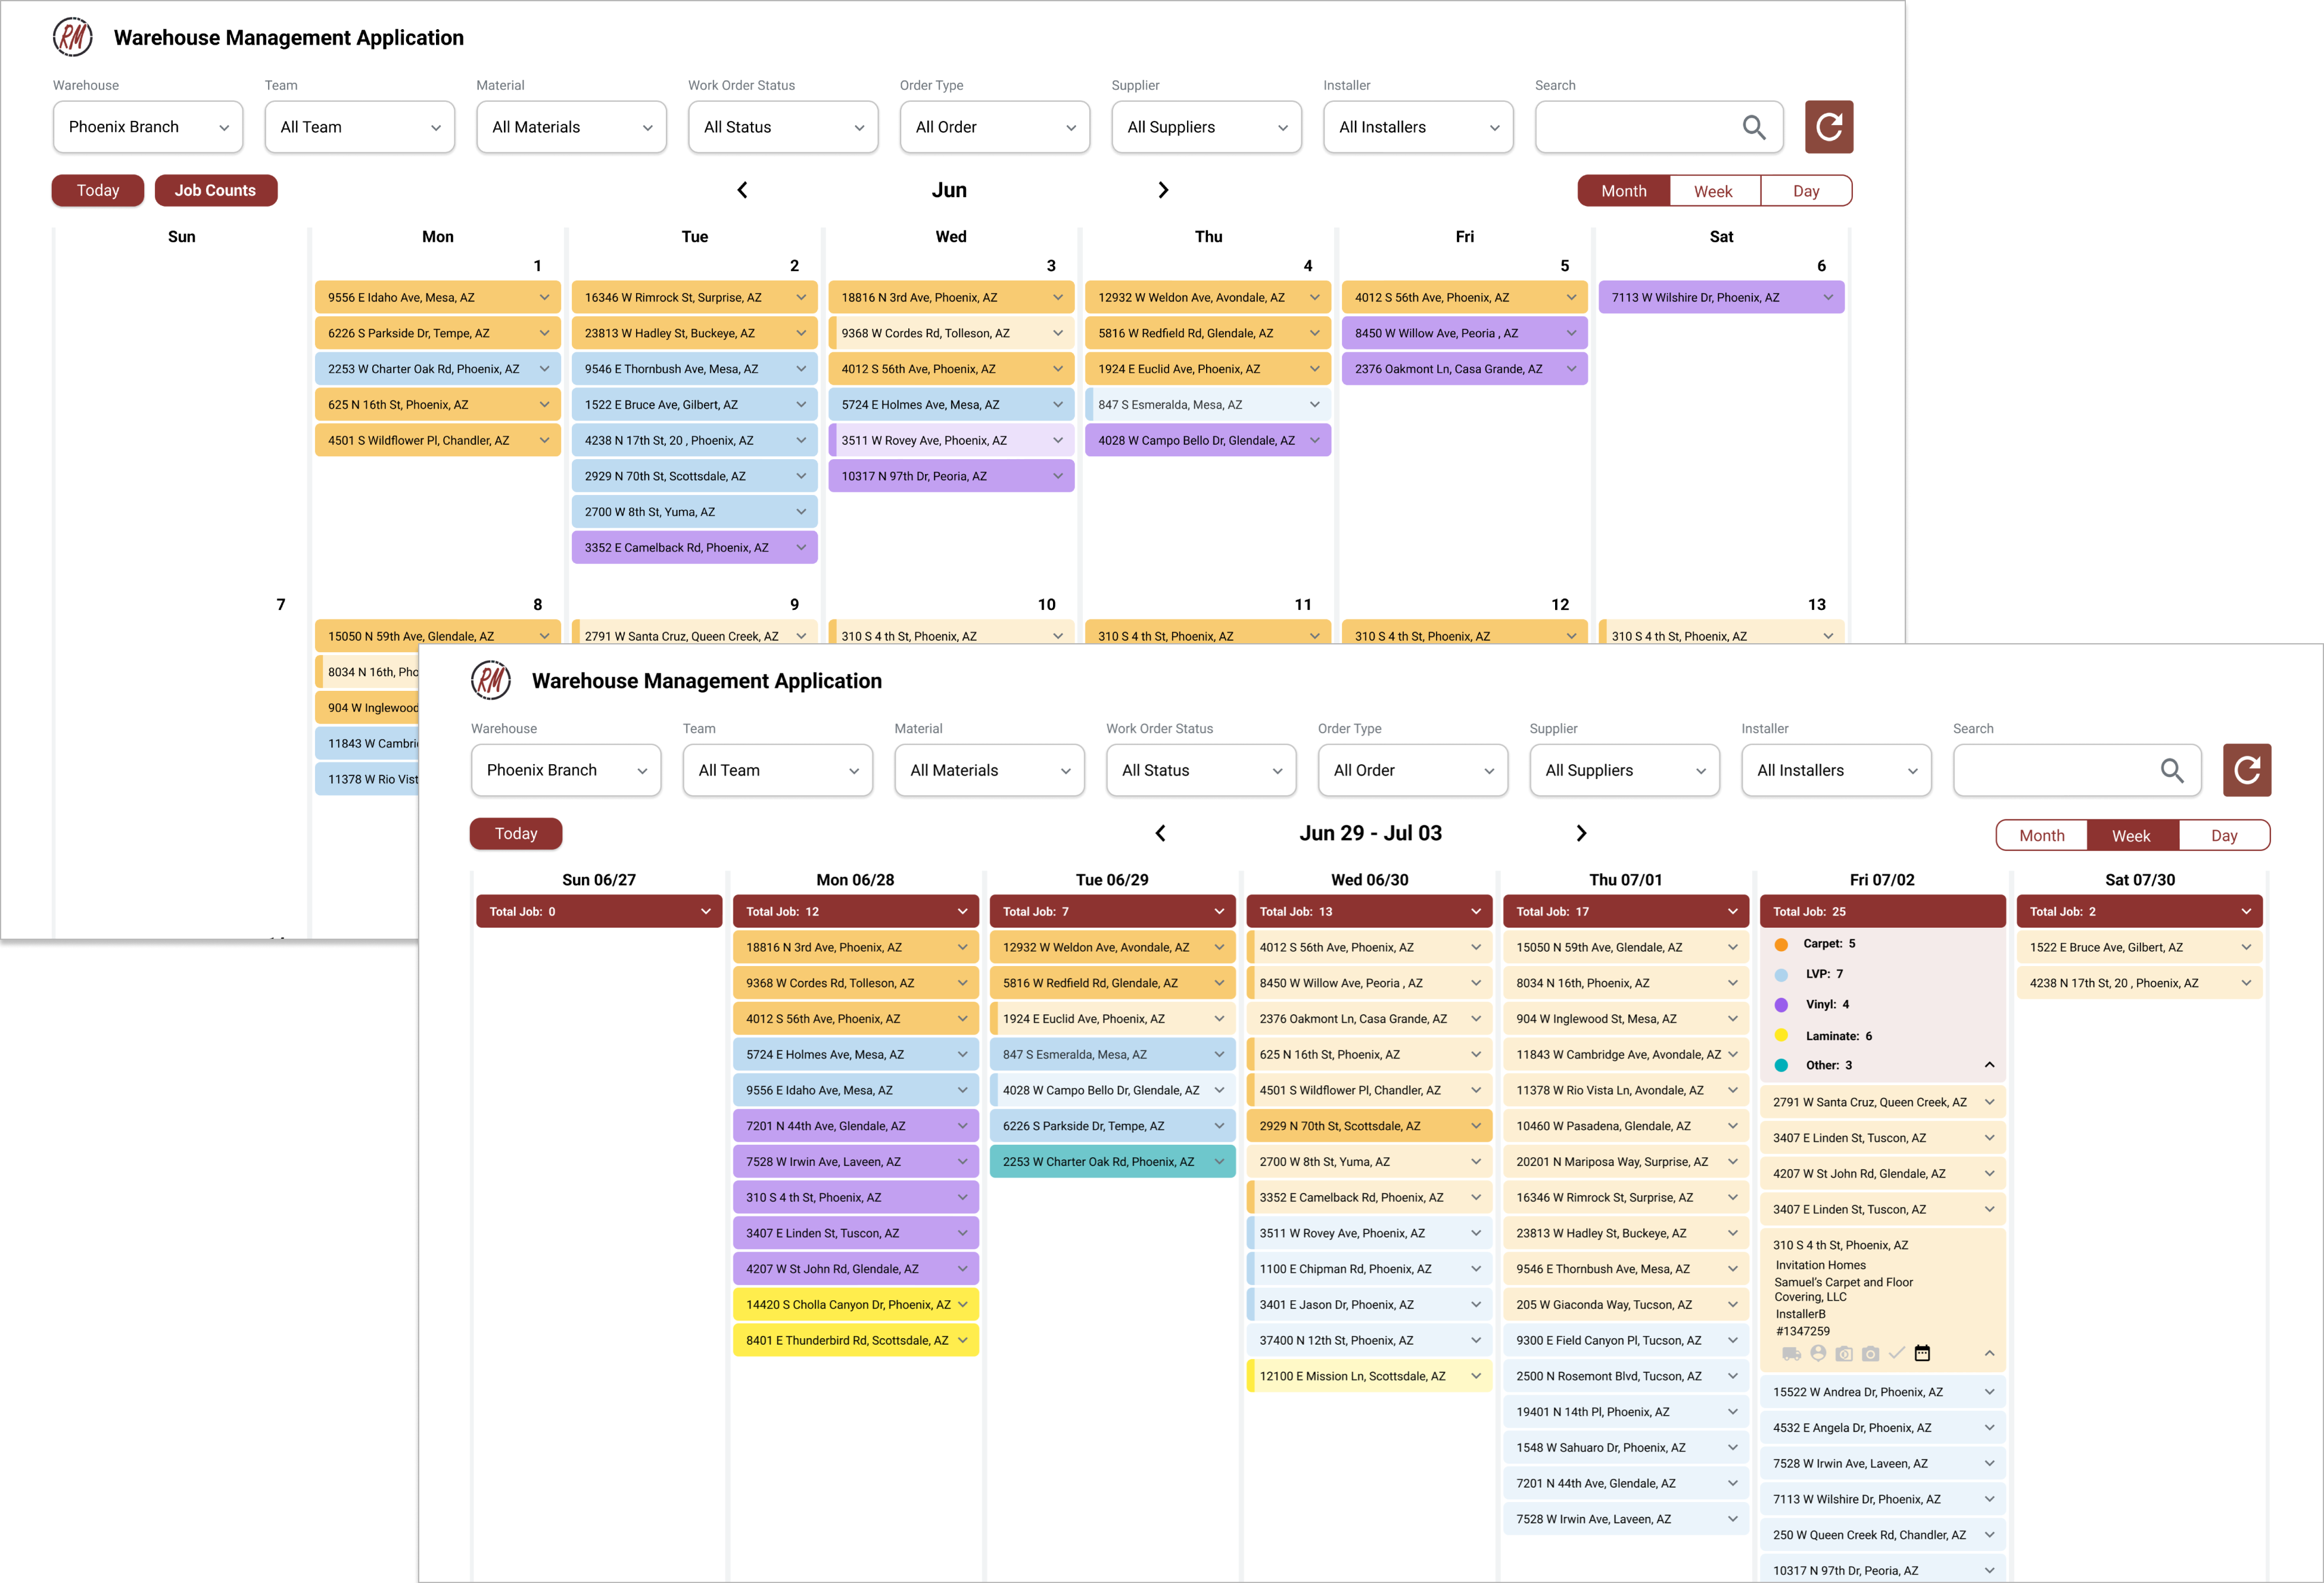 RM Warehouse Management Application
Warehouse Team Material Work Order Status Order Type Supplier Installer Search
Phoenix Branch All Team All Materials All Status All Order All Suppliers All Installers
Today Job Counts Jun Month Week Day
Sun Mon Tue Wed Thu Fri Sat
1 2 3 4 5 6
9556 E Idaho Ave, Mesa, AZ 16346 W Rimrock St, Surprise, AZ 18816 N 3rd Ave, Phoenix, AZ 12932 W Weldon Ave, Avondale, AZ 4012 S 56th Ave, Phoenix, AZ 7113 W Wilshire Dr, Phoenix, AZ
6226 S Parkside Dr, Tempe, AZ 23813 W Hadley St, Buckeye, AZ 9368 W Cordes Rd, Tolleson, AZ 5816 W Redfield Rd, Glendale, AZ 8450 W Willow Ave, Peoria , AZ
2253 W Charter Oak Rd, Phoenix, AZ 9546 E Thornbush Ave, Mesa, AZ 4012 S 56th Ave, Phoenix, AZ 1924 E Euclid Ave, Phoenix, AZ 2376 Oakmont Ln, Casa Grande, AZ
625 N 16th St, Phoenix, AZ 1522 E Bruce Ave, Gilbert, AZ 5724 E Holmes Ave, Mesa, AZ 847 S Esmeralda, Mesa, AZ
4501 S Wildflower Pl, Chandler, AZ 4238 N 17th St, 20 , Phoenix, AZ 3511 W Rovey Ave, Phoenix, AZ 4028 W Campo Bello Dr, Glendale, AZ
2929 N 70th St, Scottsdale, AZ 10317 N 97th Dr, Peoria, AZ
2700 W 8th St, Yuma, AZ
3352 E Camelback Rd, Phoenix, AZ
7 8 9 10 11 12 13
15050 N 59th Ave, Glendale, AZ 2791 W Santa Cruz, Queen Creek, AZ 310 S 4 th St, Phoenix, AZ 310 S 4 th St, Phoenix, AZ 310 S 4 th St, Phoenix, AZ 310 S 4 th St, Phoenix, AZ
8034 N 16th, Pho
904 W Inglewood
11843 W Cambri
11378 W Rio Vist
RM Warehouse Management Application
Warehouse Team Material Work Order Status Order Type Supplier Installer Search
Phoenix Branch All Team All Materials All Status All Order All Suppliers All Installers
Today Jun 29 - Jul 03 Month Week Day
Sun 06/27 Mon 06/28 Tue 06/29 Wed 06/30 Thu 07/01 Fri 07/02 Sat 07/30
Total Job: 0 Total Job: 12 Total Job: 7 Total Job: 13 Total Job: 17 Total Job: 25 Total Job: 2
18816 N 3rd Ave, Phoenix, AZ
9368 W Cordes Rd, Tolleson, AZ
4012 S 56th Ave, Phoenix, AZ
5724 E Holmes Ave, Mesa, AZ
9556 E Idaho Ave, Mesa, AZ
7201 N 44th Ave, Glendale, AZ
7528 W Irwin Ave, Laveen, AZ
310 S 4 th St, Phoenix, AZ
3407 E Linden St, Tuscon, AZ
4207 W St John Rd, Glendale, AZ
14420 S Cholla Canyon Dr, Phoenix, AZ
8401 E Thunderbird Rd, Scottsdale, AZ
12932 W Weldon Ave, Avondale, AZ
5816 W Redfield Rd, Glendale, AZ
1924 E Euclid Ave, Phoenix, AZ
847 S Esmeralda, Mesa, AZ
4028 W Campo Bello Dr, Glendale, AZ
6226 S Parkside Dr, Tempe, AZ
2253 W Charter Oak Rd, Phoenix, AZ
4012 S 56th Ave, Phoenix, AZ
8450 W Willow Ave, Peoria , AZ
2376 Oakmont Ln, Casa Grande, AZ
625 N 16th St, Phoenix, AZ
4501 S Wildflower Pl, Chandler, AZ
2929 N 70th St, Scottsdale, AZ
2700 W 8th St, Yuma, AZ
3352 E Camelback Rd, Phoenix, AZ
3511 W Rovey Ave, Phoenix, AZ
1100 E Chipman Rd, Phoenix, AZ
3401 E Jason Dr, Phoenix, AZ
37400 N 12th St, Phoenix, AZ
12100 E Mission Ln, Scottsdale, AZ
15050 N 59th Ave, Glendale, AZ
8034 N 16th, Phoenix, AZ
904 W Inglewood St, Mesa, AZ
11843 W Cambridge Ave, Avondale, AZ
11378 W Rio Vista Ln, Avondale, AZ
10460 W Pasadena, Glendale, AZ
20201 N Mariposa Way, Surprise, AZ
16346 W Rimrock St, Surprise, AZ
23813 W Hadley St, Buckeye, AZ
9546 E Thornbush Ave, Mesa, AZ
205 W Giaconda Way, Tucson, AZ
9300 E Field Canyon Pl, Tucson, AZ
2500 N Rosemont Blvd, Tucson, AZ
19401 N 14th Pl, Phoenix, AZ
1548 W Sahuaro Dr, Phoenix, AZ
7201 N 44th Ave, Glendale, AZ
7528 W Irwin Ave, Laveen, AZ
Carpet: 5
LVP: 7
Vinyl: 4
Laminate: 6
Other: 3
2791 W Santa Cruz, Queen Creek, AZ
3407 E Linden St, Tuscon, AZ
4207 W St John Rd, Glendale, AZ
3407 E Linden St, Tuscon, AZ
310 S 4 th St, Phoenix, AZ
Invitation Homes
Samuel's Carpet and Floor
Covering, LLC
InstallerB
#1347259
15522 W Andrea Dr, Phoenix, AZ
4532 E Angela Dr, Phoenix, AZ
7528 W Irwin Ave, Laveen, AZ
7113 W Wilshire Dr, Phoenix, AZ
250 W Queen Creek Rd, Chandler, AZ
10317 N 97th Dr, Peoria, AZ
1522 E Bruce Ave, Gilbert, AZ
4238 N 17th St, 20 , Phoenix, AZ